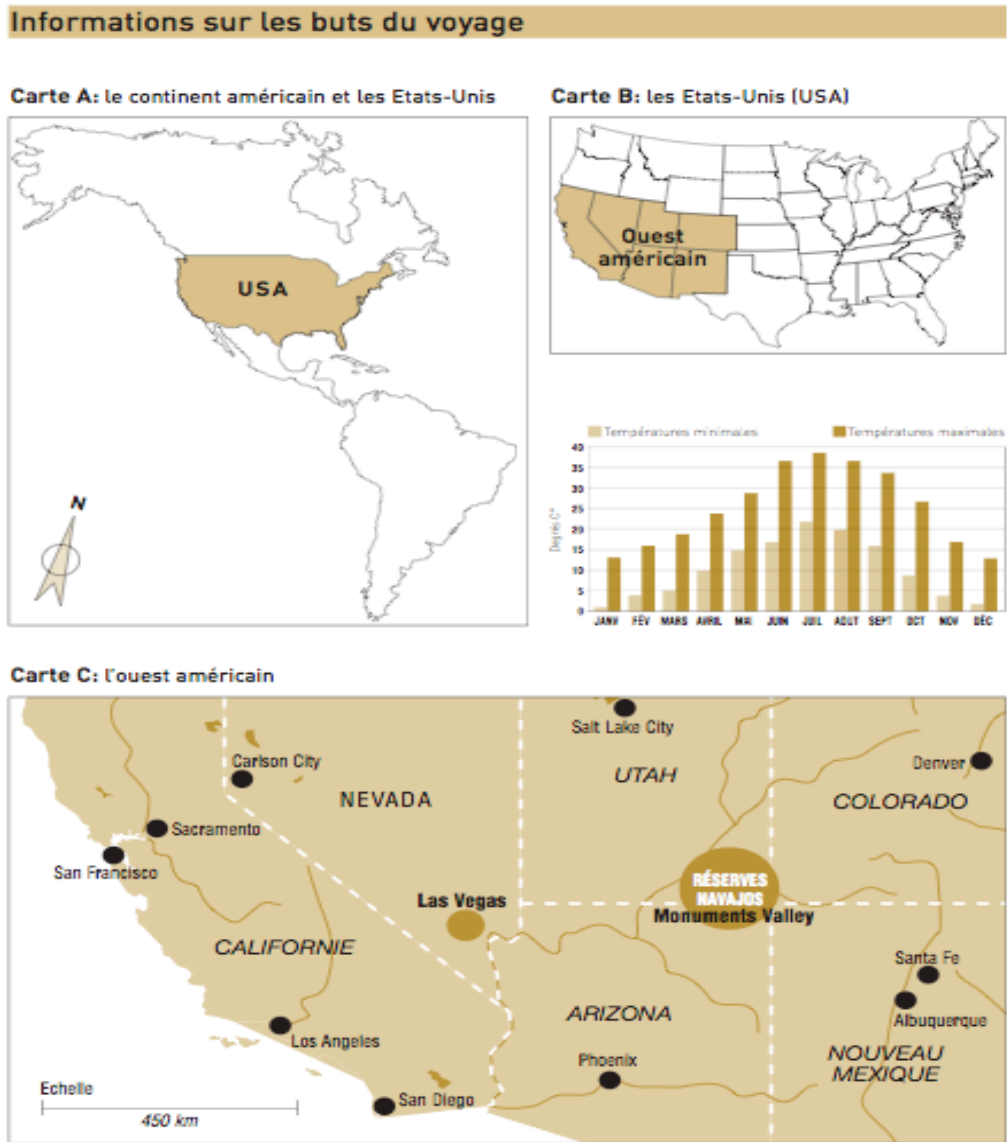 Informations sur les buts du voyage
Carte A: le continent américain et les Etats-Unis
USA
N
Carte B: les Etats-Unis (USA)
Ouest
américain
Températures minimales
Températures maximales
Degrés C°
40
35
30
25
20
15
10
5
0
JANV FÉV MARS AVRIL MAI JUIN JUIL AOUT SEPT OCT NOV DÉC
Carte C: l'ouest américain
Salt Lake City
Carlson City
UTAH
Denver
NEVADA
COLORADO
Sacramento
San Francisco
RÉSERVES
NAVAJOS
Las Vegas
Monuments Valley
CALIFORNIE
Santa Fe
ARIZONA
Albuquerque
Los Angeles
Phoenix
NOUVEAU
MEXIQUE
Echelle
San Diego
450 km